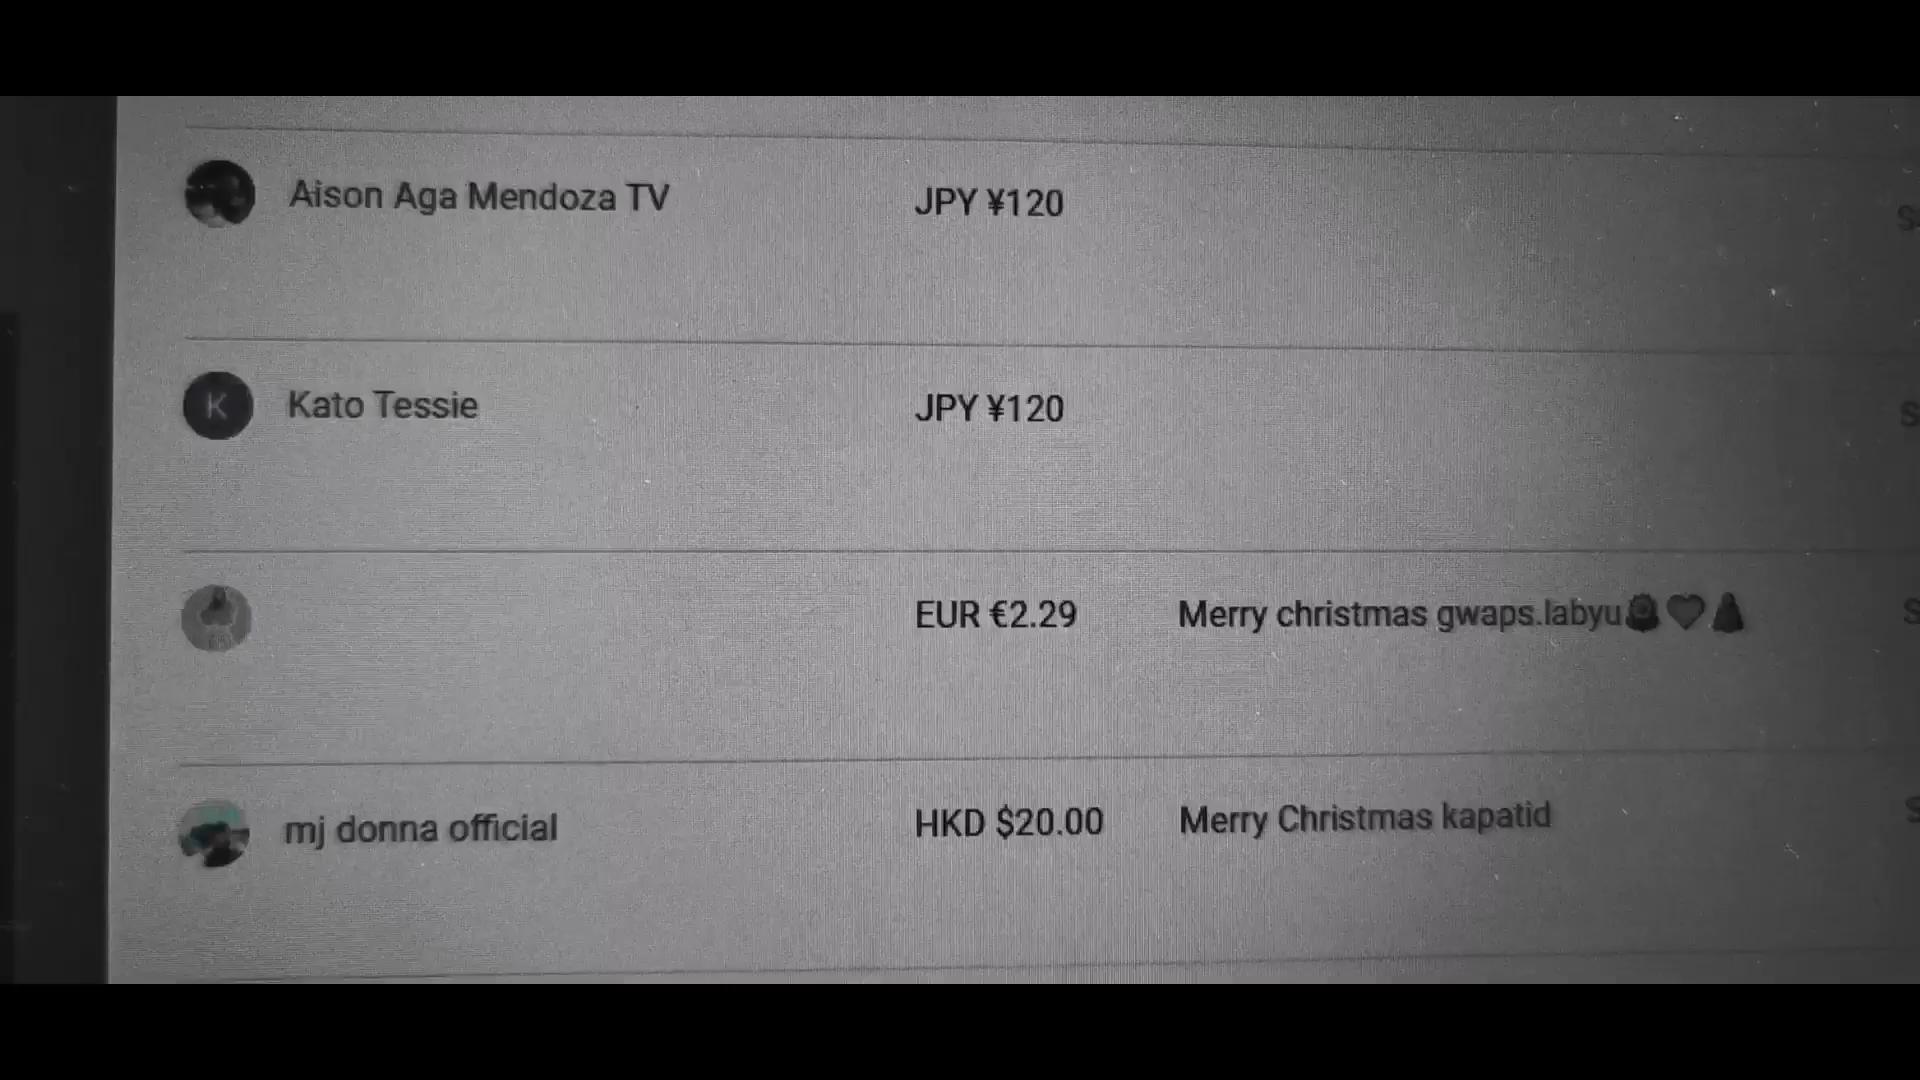 Aison Aga Mendoza TV JPY ¥120
K Kato Tessie JPY ¥120
EUR €2.29 Merry christmas gwaps.labyu
mj donna official HKD $20.00 Merry Christmas kapatid